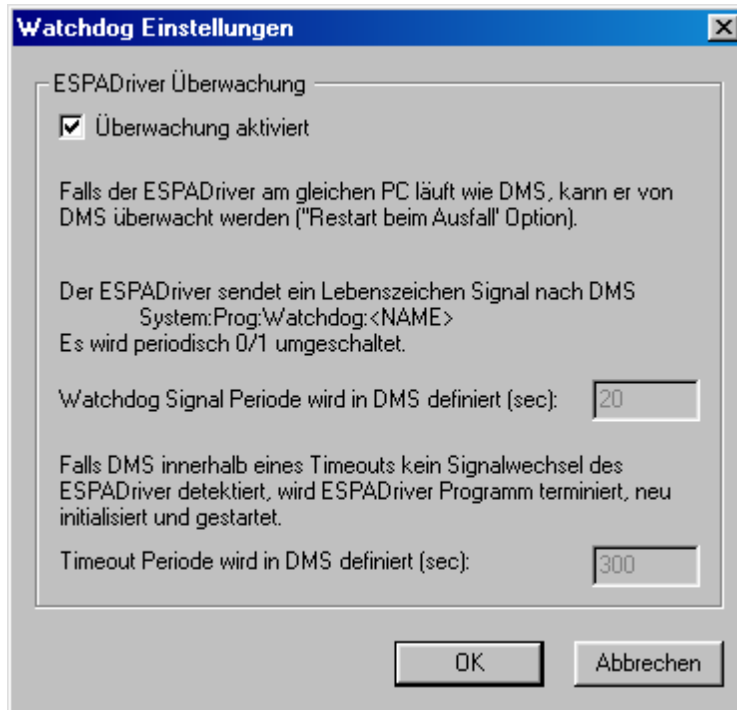 Watchdog Einstellungen
ESPADriver Überwachung
Überwachung aktiviert
Falls der ESPADriver am gleichen PC läuft wie DMS, kann er von
DMS überwacht werden ("Restart beim Ausfall' Option).
Der ESPADriver sendet ein Lebenszeichen Signal nach DMS
System:Prog:Watchdog:<NAME>
Es wird periodisch 0/1 umgeschaltet.
Watchdog Signal Periode wird in DMS definiert (sec): 20
Falls DMS innerhalb eines Timeouts kein Signalwechsel des
ESPADriver detektiert, wird ESPADriver Programm terminiert, neu
initialisiert und gestartet.
Timeout Periode wird in DMS definiert (sec): 300
OK Abbrechen